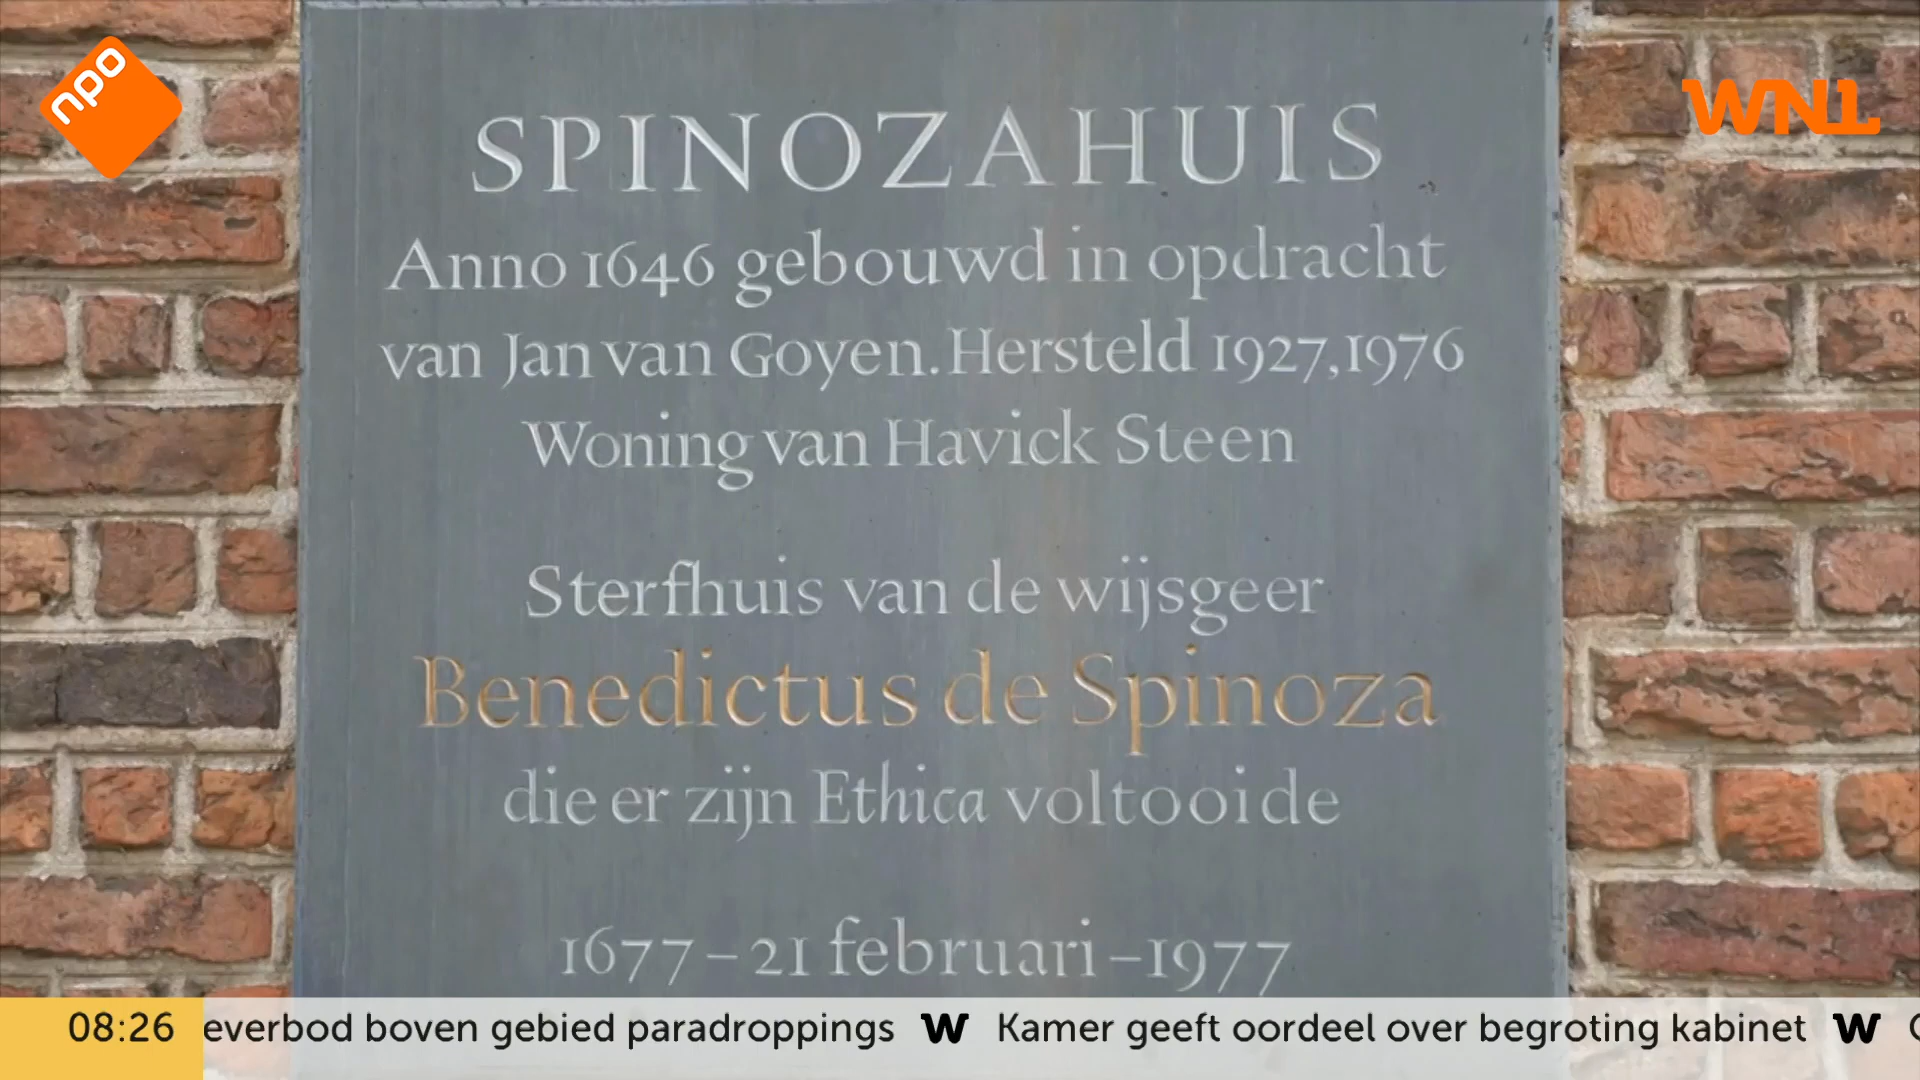 npo
WNL
SPINOZAHUIS
Anno 1646 gebouwd in opdracht
van Jan van Goyen. Hersteld 1927, 1976
Woning van Havick Steen
Sterfhuis van de wijsgeer
Benedictus de Spinoza
die er zijn Ethica voltooide
1677 – 21 februari – 1977
08:26 everbod boven gebied paradroppings W Kamer geeft oordeel over begroting kabinet W